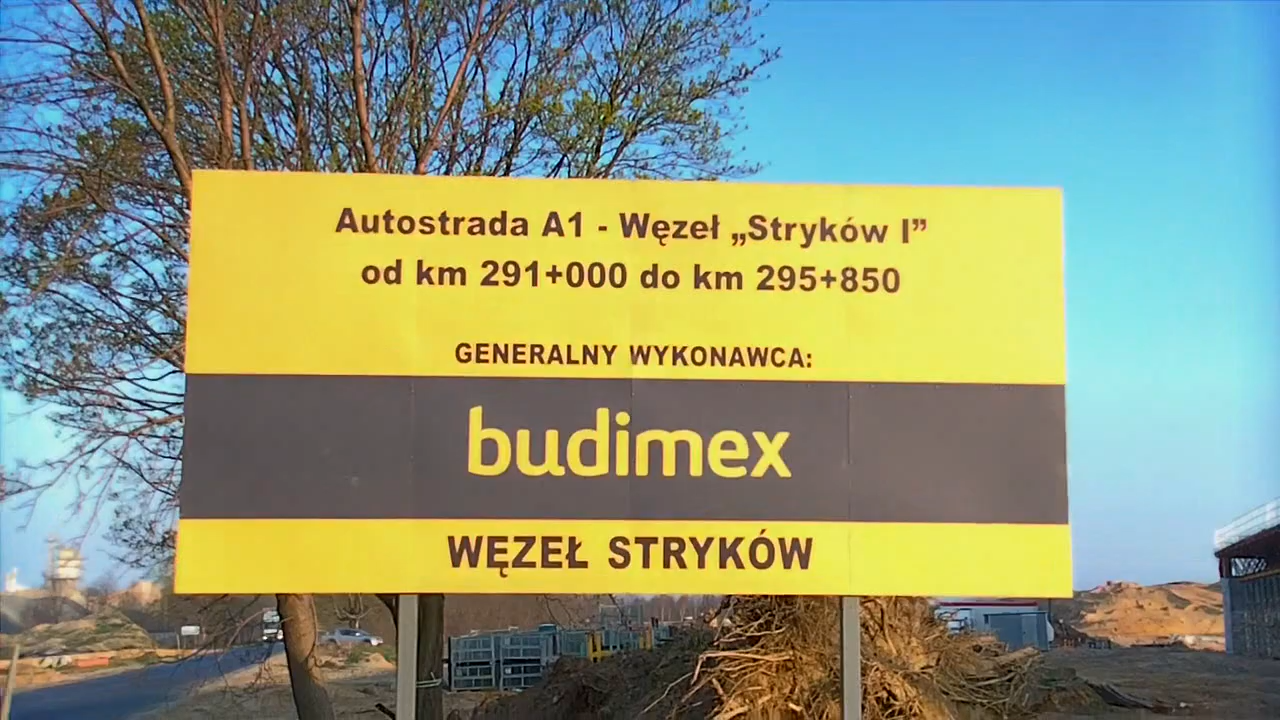 Autostrada A1 - Węzeł „Stryków I”
od km 291+000 do km 295+850
GENERALNY WYKONAWCA:
budimex
WĘZEŁ STRYKÓW